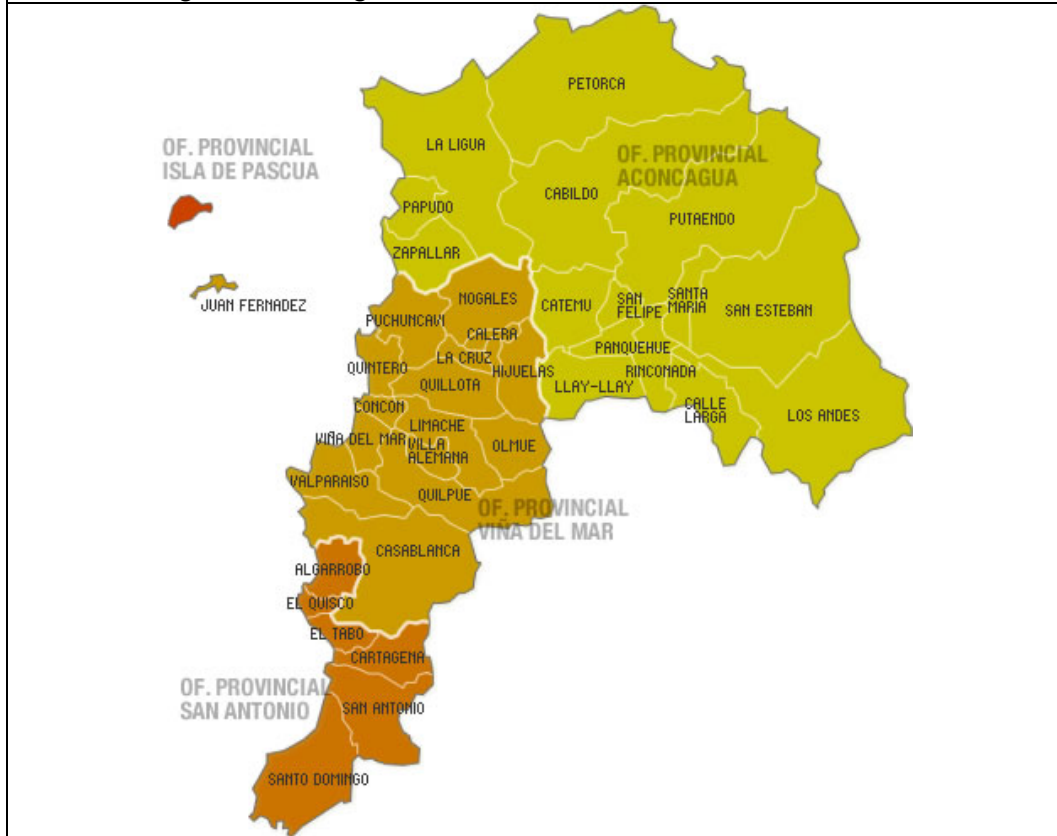 PETORCA
LA LIGUA
OF. PROVINCIAL
ISLA DE PASCUA
OF. PROVINCIAL
ACONCAGUA
CABILDO
PAPUDO
PUTAENDO
ZAPALLAR
JUAN FERNADEZ
NOGALES
CATEMU
SAN
FELIPE
SANTA
MARIA
SAN ESTEBAN
PUCHUNCAVI
CALERA
PANQUEHUE
LA CRUZ
QUINTERO
HIJUELAS
RINCONADA
QUILLOTA
LLAY-LLAY
CONCON
CALLE
LARGA
LOS ANDES
LIMACHE
VIÑA DEL MAR
VILLA
ALEMANA
OLMUE
VALPARAISO
QUILPUE
OF. PROVINCIAL
VIÑA DEL MAR
CASABLANCA
ALGARROBO
EL QUISCO
EL TABO
CARTAGENA
OF. PROVINCIAL
SAN ANTONIO
SAN ANTONIO
SANTO DOMINGO